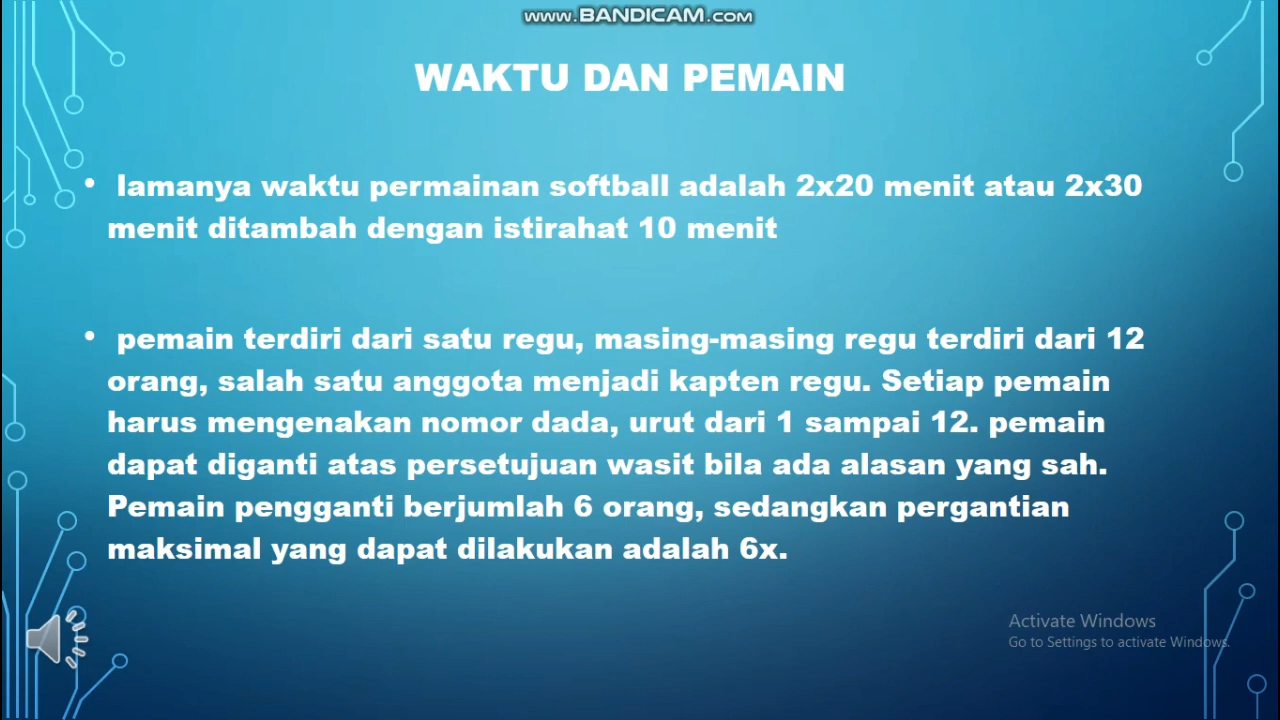 www.BANDICAM.com
WAKTU DAN PEMAIN
• lamanya waktu permainan softball adalah 2x20 menit atau 2x30
menit ditambah dengan istirahat 10 menit
• pemain terdiri dari satu regu, masing-masing regu terdiri dari 12
orang, salah satu anggota menjadi kapten regu. Setiap pemain
harus mengenakan nomor dada, urut dari 1 sampai 12. pemain
dapat diganti atas persetujuan wasit bila ada alasan yang sah.
Pemain pengganti berjumlah 6 orang, sedangkan pergantian
maksimal yang dapat dilakukan adalah 6x.
Activate Windows
Go to Settings to activate Windows.